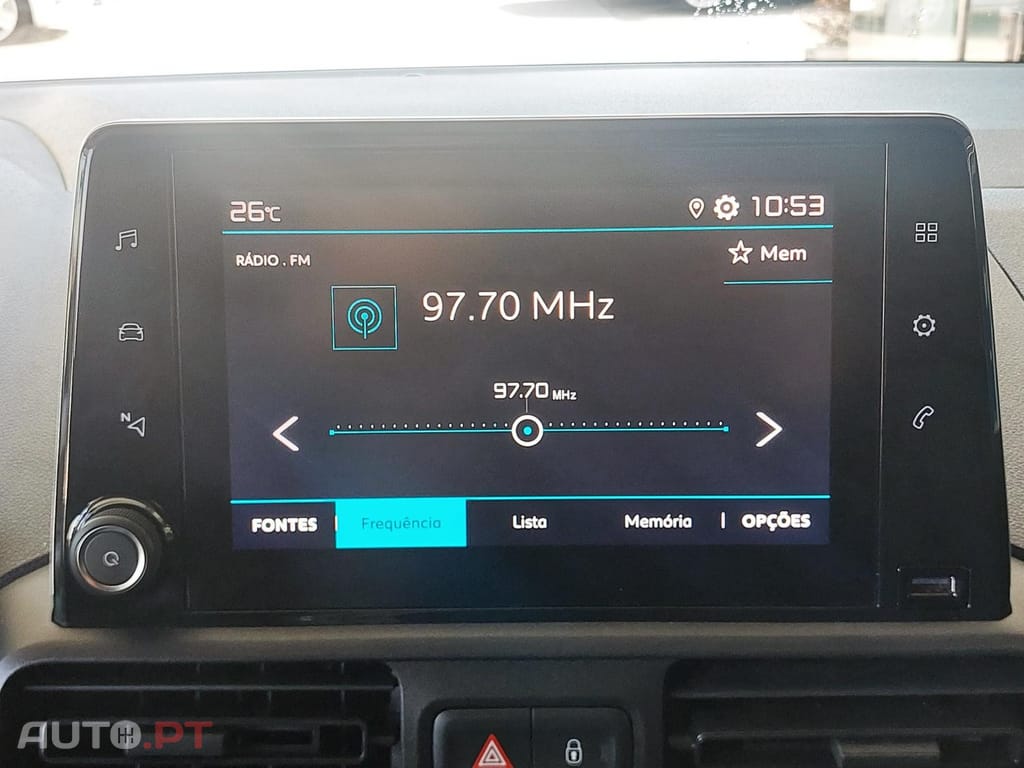 26°C 10:53
RÁDIO . FM
Mem
97.70 MHz
97.70 MHz
N
FONTES Frequência Lista Memória OPÇÕES
AUTO.PT